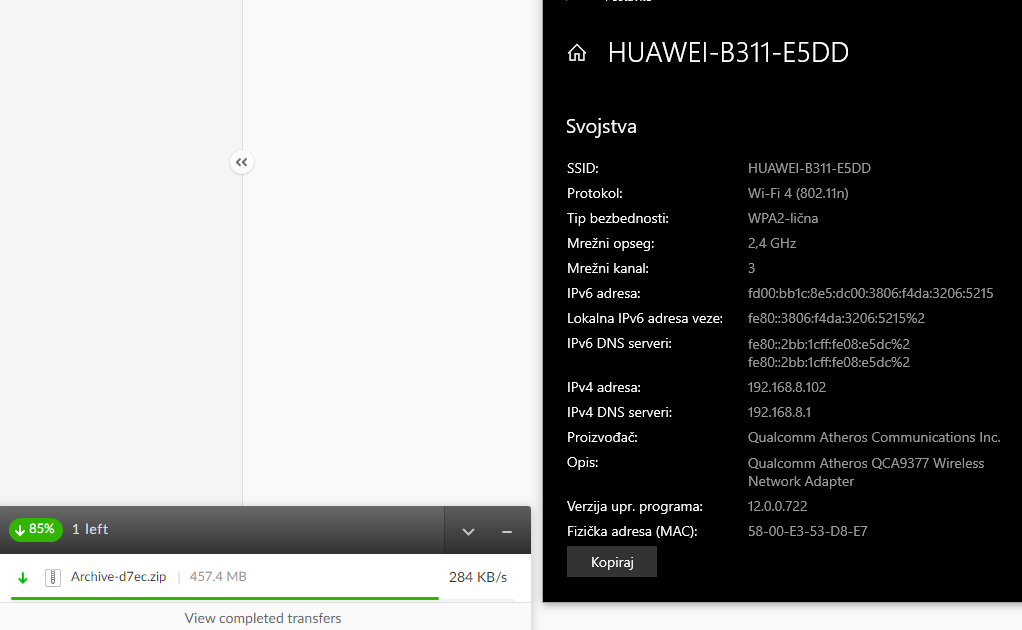 HUAWEI-B311-E5DD
Svojstva
SSID: HUAWEI-B311-E5DD
Protokol: Wi-Fi 4 (802.11n)
Tip bezbednosti: WPA2-lična
Mrežni opseg: 2,4 GHz
Mrežni kanal: 3
IPv6 adresa: fd00:bb1c:8e5:dc00:3806:f4da:3206:5215
Lokalna IPv6 adresa veze: fe80::3806:f4da:3206:5215%2
IPv6 DNS serveri: fe80::2bb:1cff:fe08:e5dc%2
fe80::2bb:1cff:fe08:e5dc%2
IPv4 adresa: 192.168.8.102
IPv4 DNS serveri: 192.168.8.1
Proizvođač: Qualcomm Atheros Communications Inc.
Opis: Qualcomm Atheros QCA9377 Wireless
Network Adapter
Verzija upr. programa: 12.0.0.722
Fizička adresa (MAC): 58-00-E3-53-D8-E7
Kopiraj
85% 1 left
Archive-d7ec.zip | 457.4 MB 284 KB/s
View completed transfers